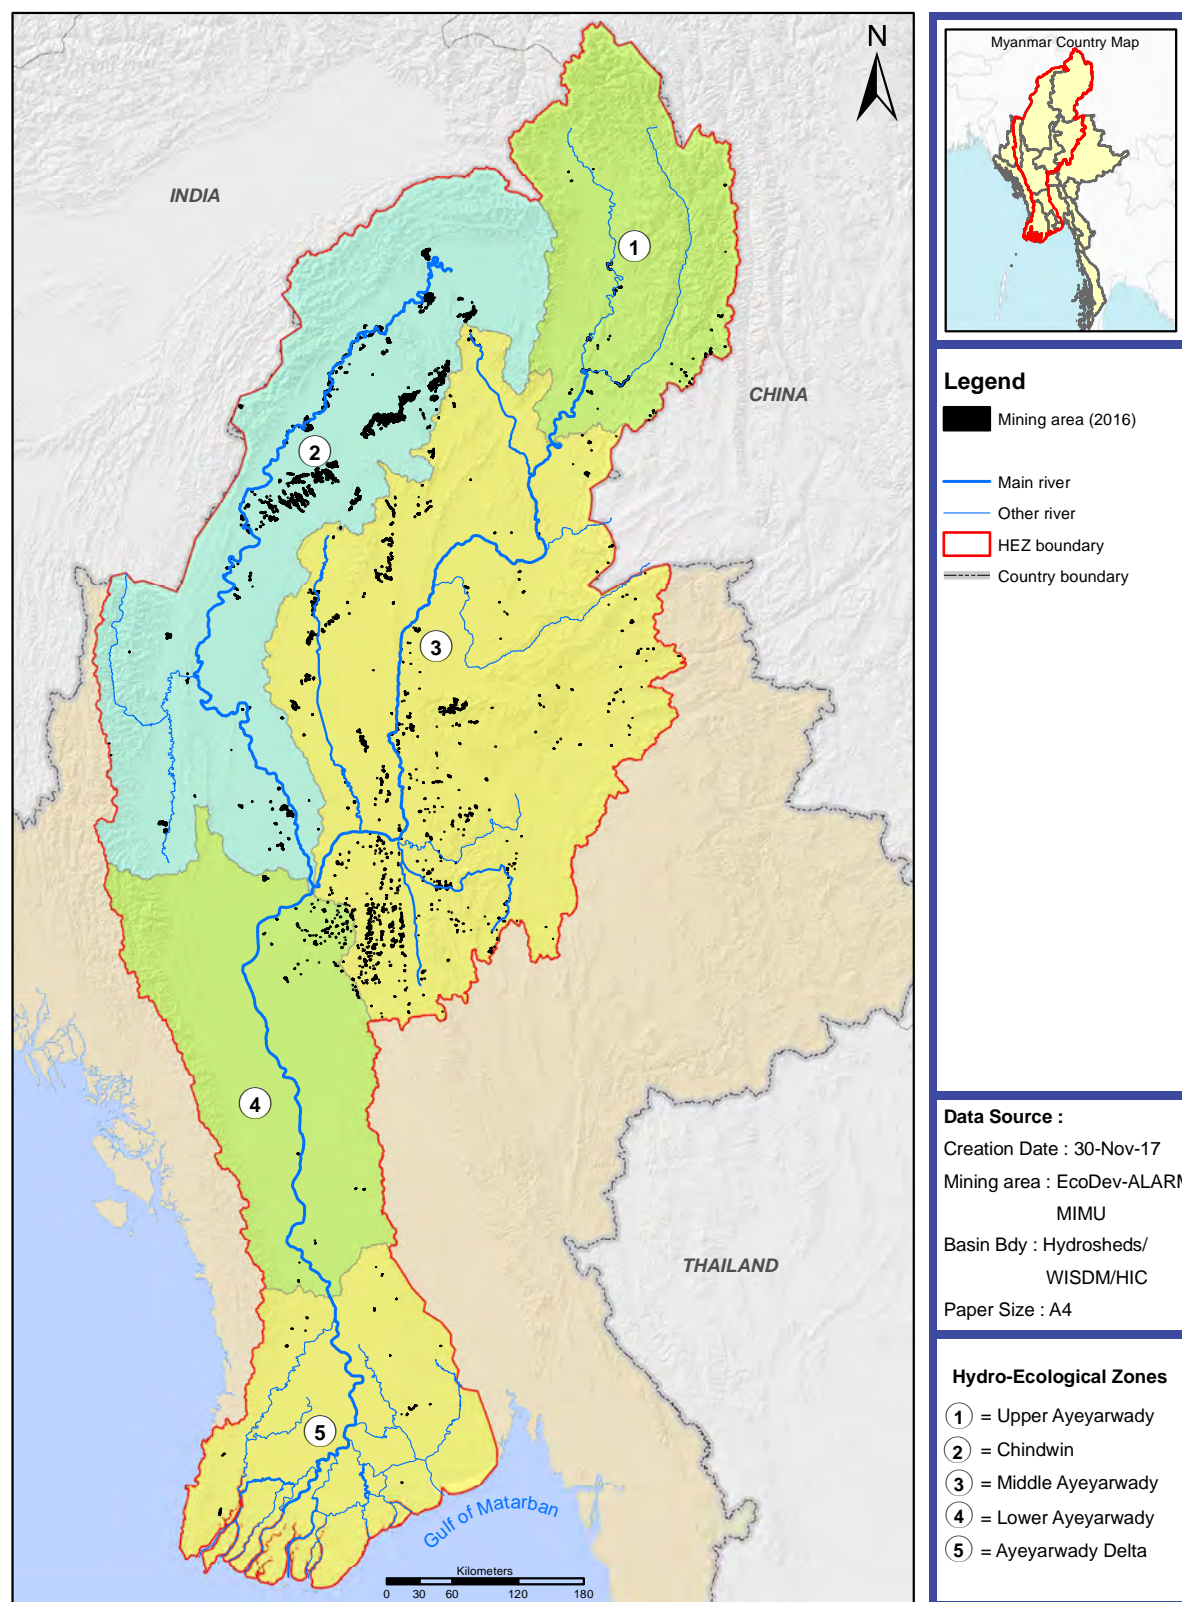 N
INDIA
CHINA
THAILAND
Gulf of Matarban
1
2
3
4
5
Kilometers
0 30 60 120 180
Myanmar Country Map
Legend
Mining area (2016)
Main river
Other river
HEZ boundary
Country boundary
Data Source :
Creation Date : 30-Nov-17
Mining area : EcoDev-ALARM
MIMU
Basin Bdy : Hydrosheds/
WISDM/HIC
Paper Size : A4
Hydro-Ecological Zones
1 = Upper Ayeyarwady
2 = Chindwin
3 = Middle Ayeyarwady
4 = Lower Ayeyarwady
5 = Ayeyarwady Delta